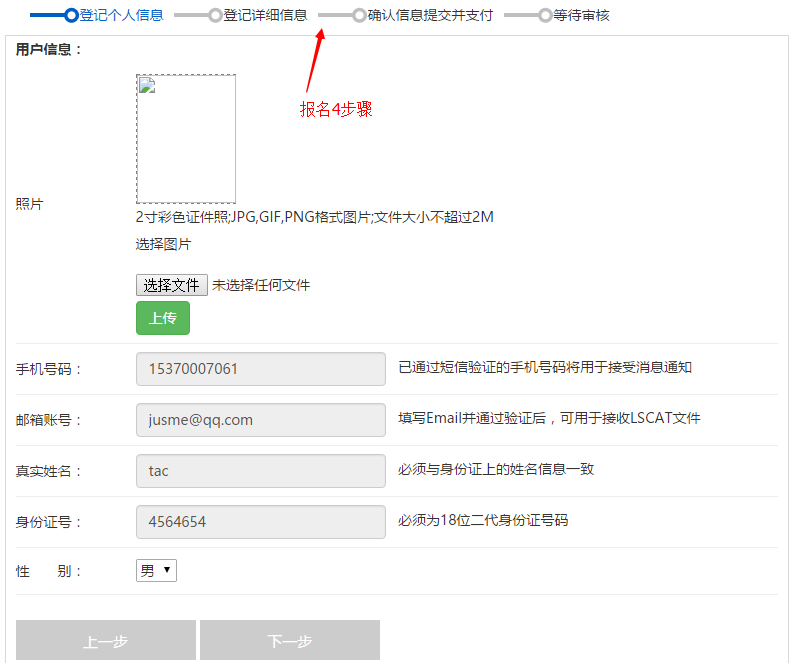 登记个人信息 登记详细信息 确认信息提交并支付 等待审核
用户信息：
报名4步骤
照片
2寸彩色证件照;JPG,GIF,PNG格式图片;文件大小不超过2M
选择图片
选择文件 未选择任何文件
上传
手机号码： 15370007061 已通过短信验证的手机号码将用于接受消息通知
邮箱账号： jusme@qq.com 填写Email并通过验证后，可用于接收LSCAT文件
真实姓名： tac 必须与身份证上的姓名信息一致
身份证号： 4564654 必须为18位二代身份证号码
性 别： 男
上一步 下一步